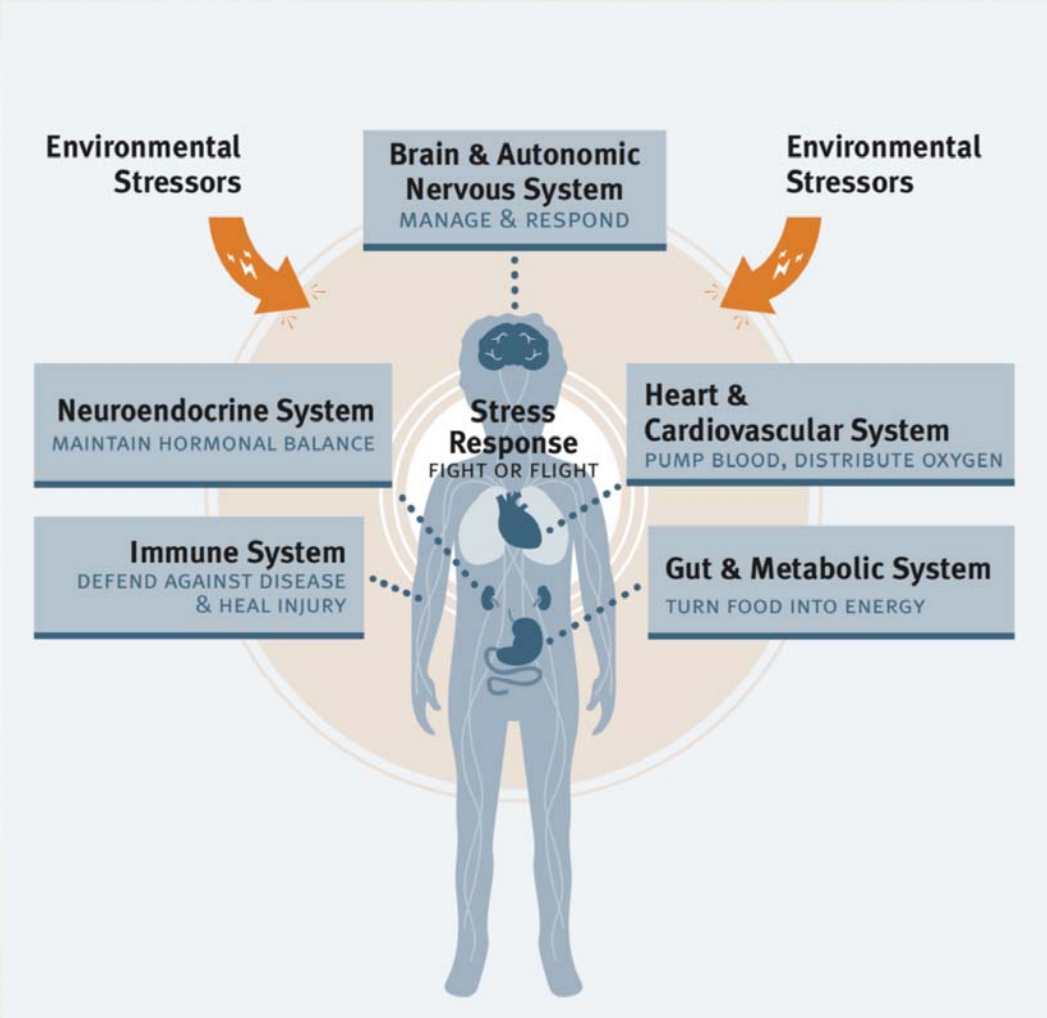 Environmental
Stressors
Brain & Autonomic
Nervous System
MANAGE & RESPOND
Environmental
Stressors
Neuroendocrine System
MAINTAIN HORMONAL BALANCE
Stress
Response
FIGHT OR FLIGHT
Heart &
Cardiovascular System
PUMP BLOOD, DISTRIBUTE OXYGEN
Immune System
DEFEND AGAINST DISEASE
& HEAL INJURY
Gut & Metabolic System
TURN FOOD INTO ENERGY